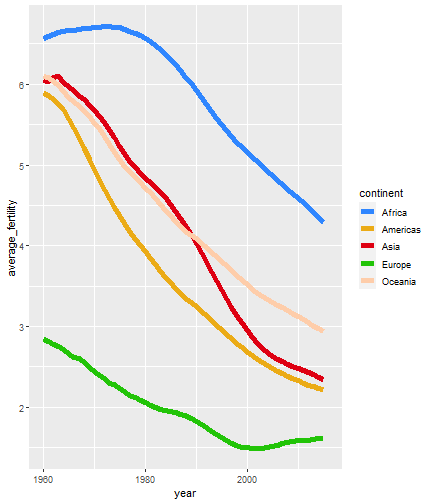 average_fertility
6
5
4
3
2
1960
1980
2000
year
continent
Africa
Americas
Asia
Europe
Oceania